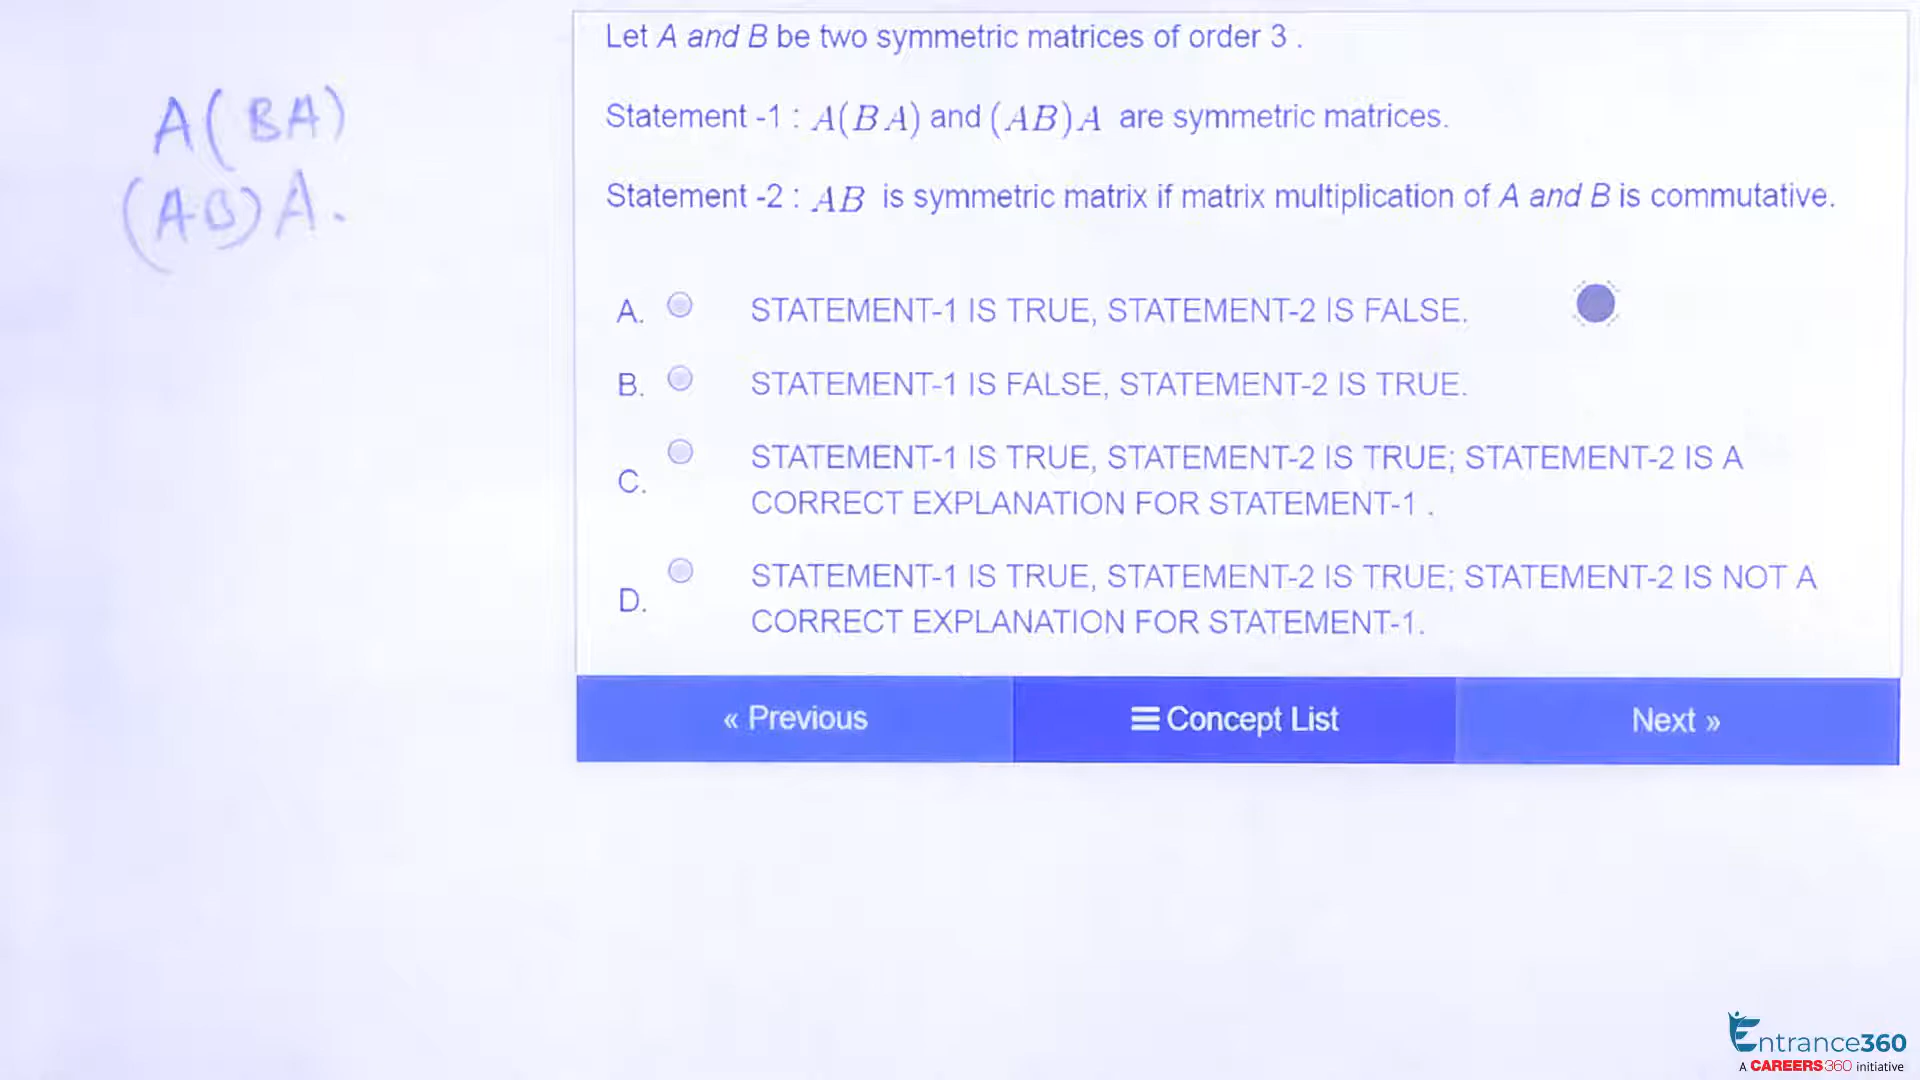 A(BA)
(AB)A.
Let A and B be two symmetric matrices of order 3 .
Statement -1 : A(BA) and (AB)A are symmetric matrices.
Statement -2 : AB is symmetric matrix if matrix multiplication of A and B is commutative.
A. STATEMENT-1 IS TRUE, STATEMENT-2 IS FALSE.
B. STATEMENT-1 IS FALSE, STATEMENT-2 IS TRUE.
C. STATEMENT-1 IS TRUE, STATEMENT-2 IS TRUE; STATEMENT-2 IS A
CORRECT EXPLANATION FOR STATEMENT-1 .
D. STATEMENT-1 IS TRUE, STATEMENT-2 IS TRUE; STATEMENT-2 IS NOT A
CORRECT EXPLANATION FOR STATEMENT-1.
« Previous
Concept List
Next »
Entrance360
A CAREERS360 initiative